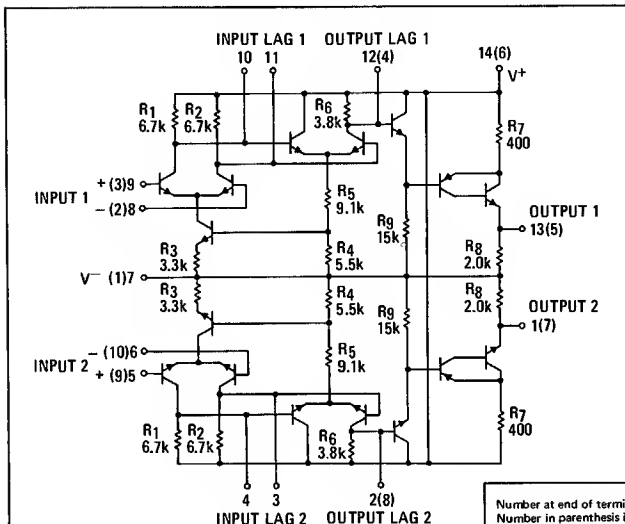 INPUT LAG 1 OUTPUT LAG 1
10 11 12(4) 14(6)
V+
R1 6.7k
R2 6.7k
R6 3.8k
R7 400
+ (3)9
INPUT 1
− (2)8
R5 9.1k
R9 15k
OUTPUT 1
13(5)
R3 3.3k
R4 5.5k
R8 2.0k
V− (1)7
R3 3.3k
R4 5.5k
R9 15k
R8 2.0k
OUTPUT 2
1(7)
− (10)6
INPUT 2
+ (9)5
R5 9.1k
R1 6.7k
R2 6.7k
R6 3.8k
R7 400
4 3 2(8)
INPUT LAG 2 OUTPUT LAG 2
Number at end of termi
Number in parenthesis i